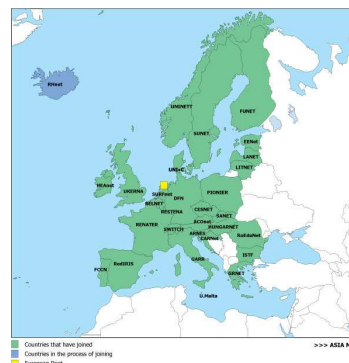 RHnet
UNINETT
FUNET
SUNET
EENet
LANET
LITNET
UNI•C
HEAnet
UKERNA
SURFnet
DFN
PIONIER
BELNET
RESTENA
CESNET
SANET
ACOnet
HUNGARNET
RENATER
SWITCH
ARNES
CARNet
RoEduNet
GARR
ISTF
FCCN
RedIRIS
GRNET
U.Malta
Countries that have joined
>>> ASIA
Countries in the process of joining